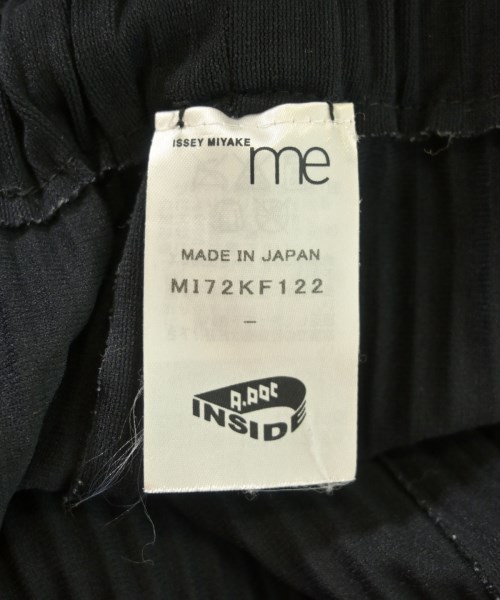 ISSEY MIYAKE
me
MADE IN JAPAN
MI72KF122
-
A.POC
INSIDE